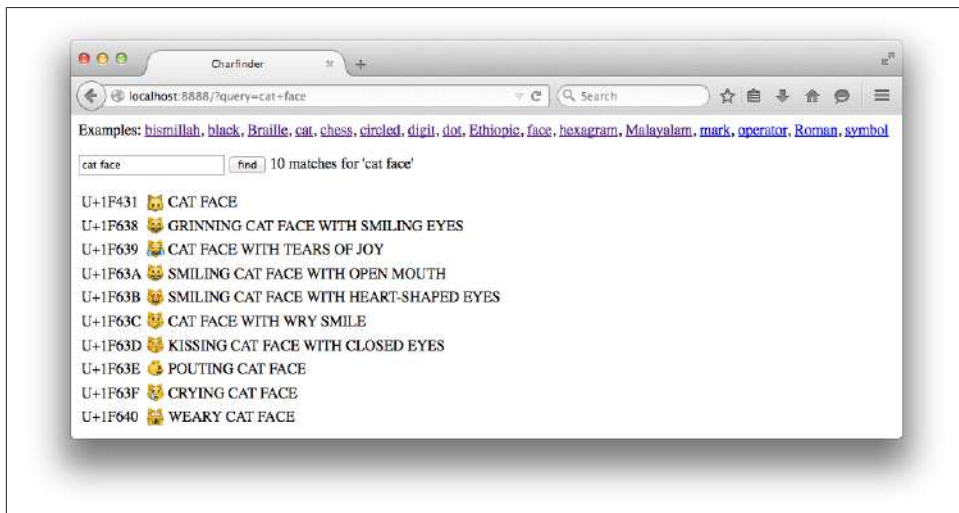 Charfinder
localhost:8888/?query=cat+face
Search
Examples: bismillah, black, Braille, cat, chess, circled, digit, dot, Ethiopic, face, hexagram, Malayalam, mark, operator, Roman, symbol
cat face find 10 matches for 'cat face'
U+1F431 🐱 CAT FACE
U+1F638 😸 GRINNING CAT FACE WITH SMILING EYES
U+1F639 😹 CAT FACE WITH TEARS OF JOY
U+1F63A 😺 SMILING CAT FACE WITH OPEN MOUTH
U+1F63B 😻 SMILING CAT FACE WITH HEART-SHAPED EYES
U+1F63C 😼 CAT FACE WITH WRY SMILE
U+1F63D 😽 KISSING CAT FACE WITH CLOSED EYES
U+1F63E 😾 POUTING CAT FACE
U+1F63F 😿 CRYING CAT FACE
U+1F640 🙀 WEARY CAT FACE